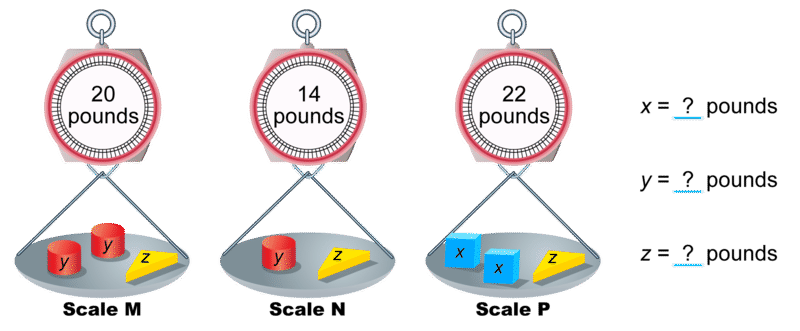 20
pounds
14
pounds
22
pounds
x = ? pounds
y = ? pounds
z = ? pounds
y
y
z
y
z
x
x
z
Scale M
Scale N
Scale P